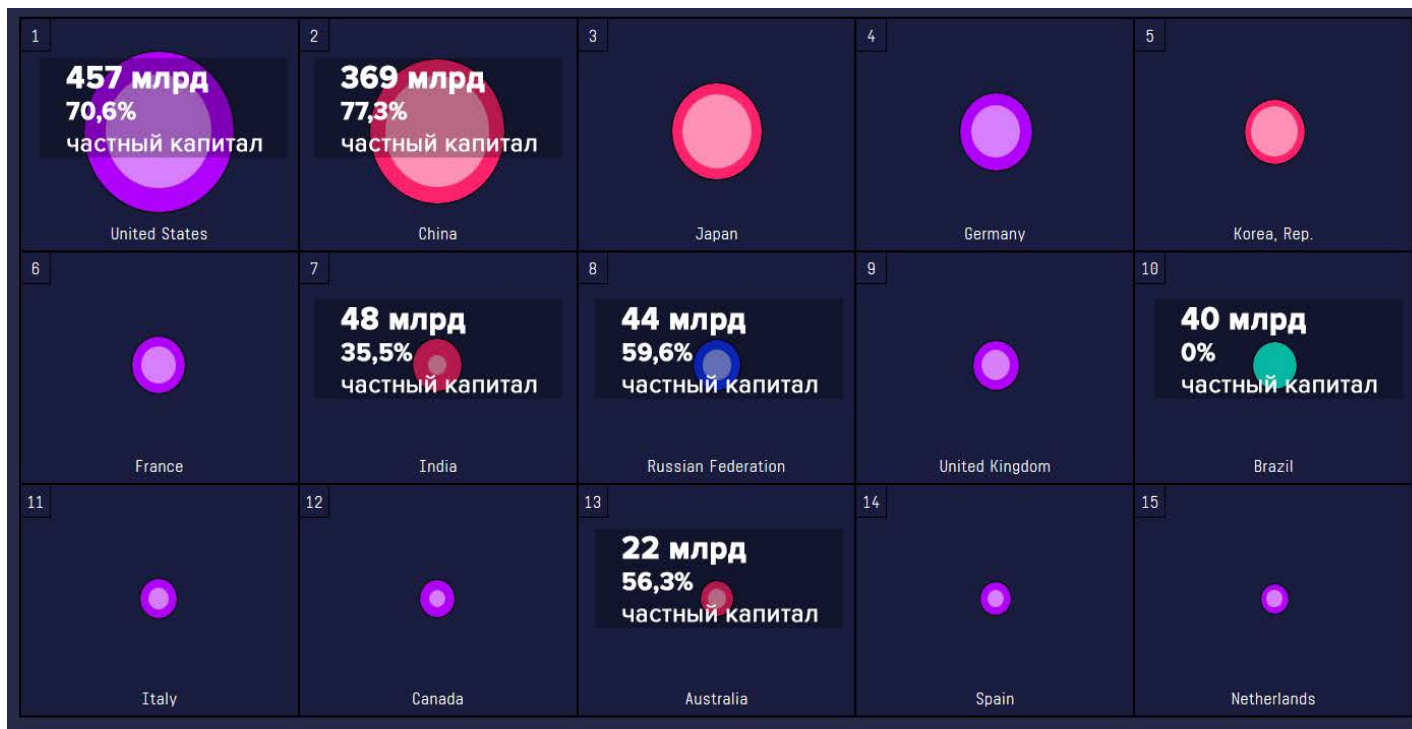 1
457 млрд
70,6%
частный капитал
United States
2
369 млрд
77,3%
частный капитал
China
3
Japan
4
Germany
5
Korea, Rep.
6
France
7
48 млрд
35,5%
частный капитал
India
8
44 млрд
59,6%
частный капитал
Russian Federation
9
United Kingdom
10
40 млрд
0%
частный капитал
Brazil
11
Italy
12
Canada
13
22 млрд
56,3%
частный капитал
Australia
14
Spain
15
Netherlands